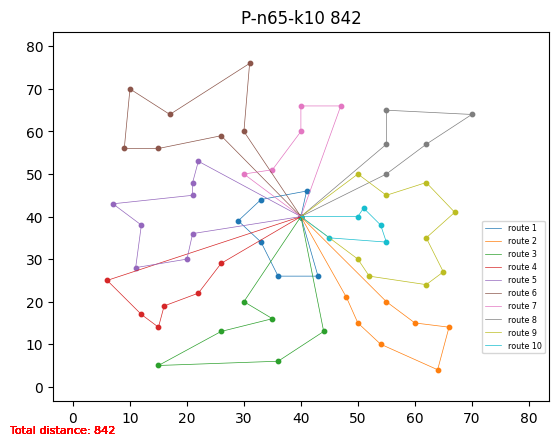 P-n65-k10 842
80
70
60
50
40
30
20
10
0
0 10 20 30 40 50 60 70 80
route 1
route 2
route 3
route 4
route 5
route 6
route 7
route 8
route 9
route 10
Total distance: 842